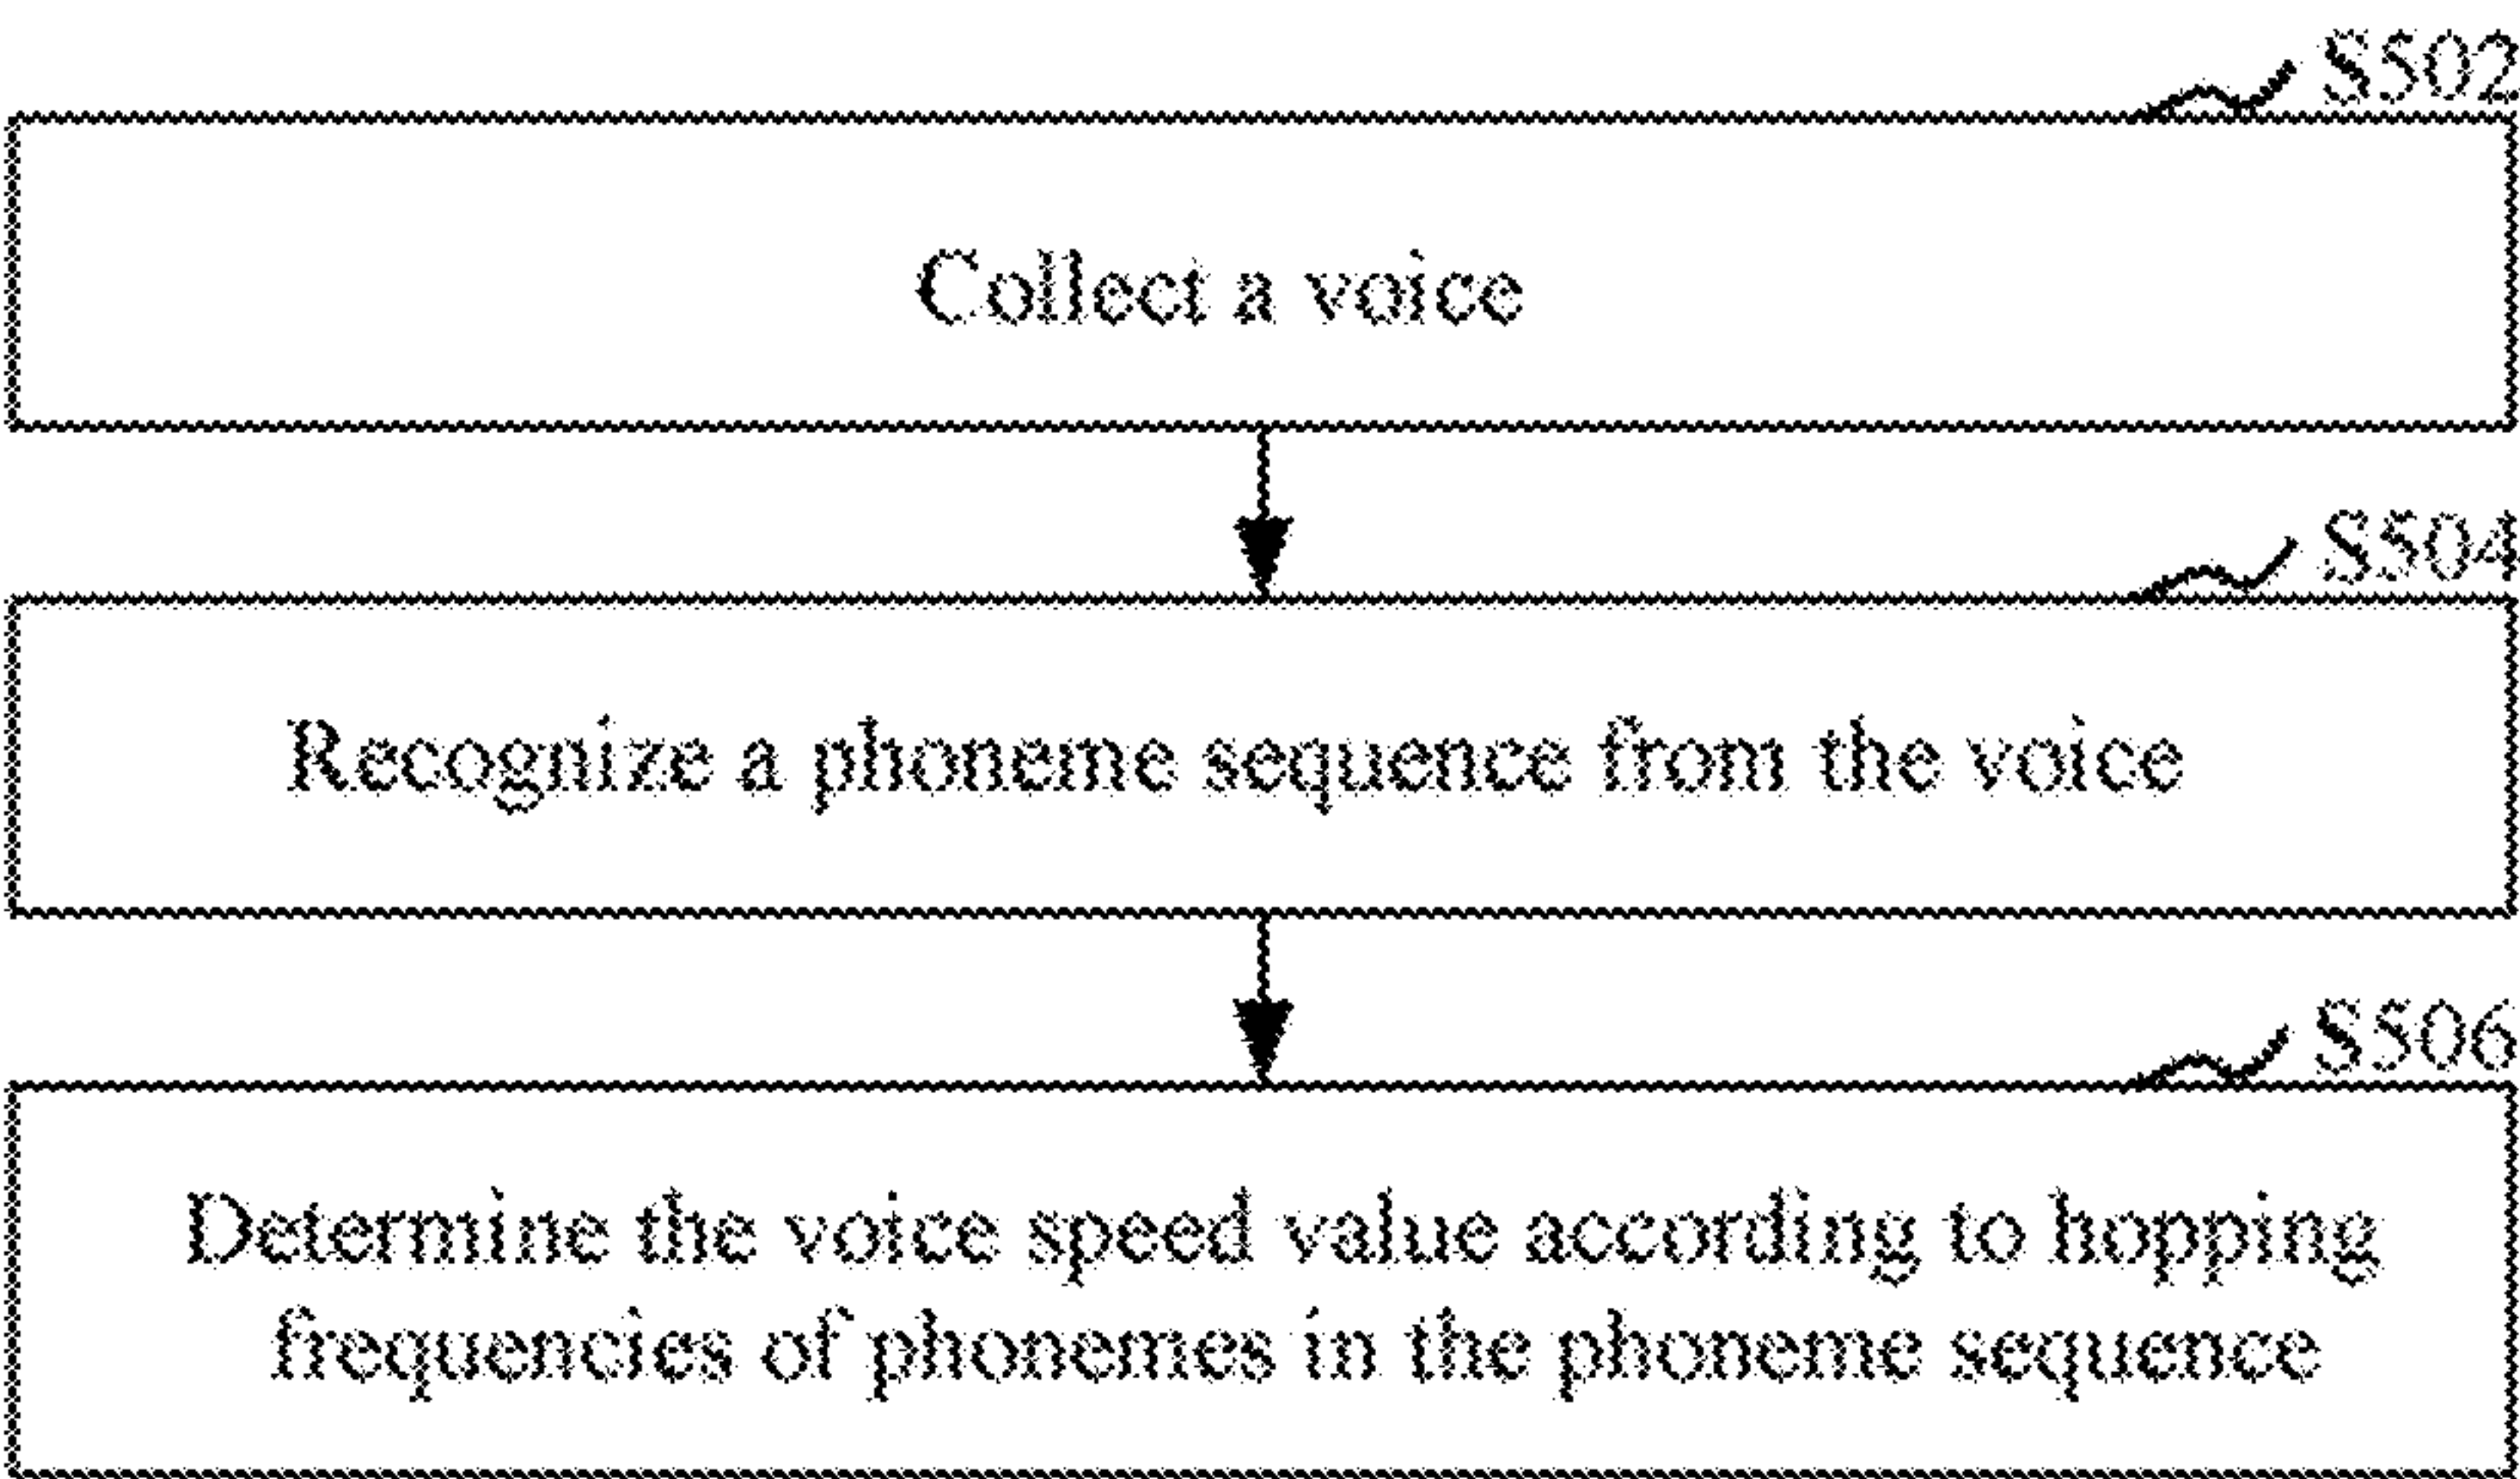 S502
Collect a voice
S504
Recognize a phoneme sequence from the voice
S506
Determine the voice speed value according to hopping
frequencies of phonemes in the phoneme sequence